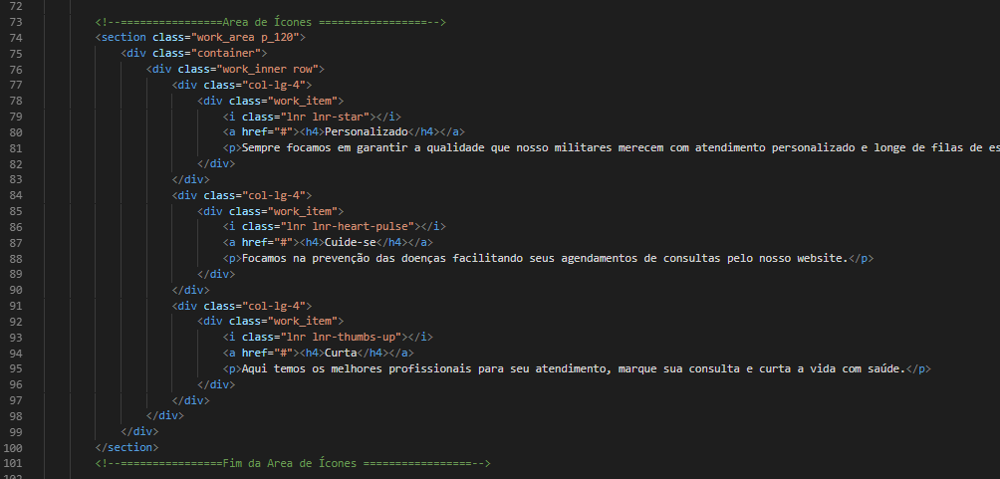 72
73 <!--================Area de Ícones =================-->
74 <section class="work_area p_120">
75 <div class="container">
76 <div class="work_inner row">
77 <div class="col-lg-4">
78 <div class="work_item">
79 <i class="lnr lnr-star"></i>
80 <a href="#"><h4>Personalizado</h4></a>
81 <p>Sempre focamos em garantir a qualidade que nosso militares merecem com atendimento personalizado e longe de filas de es
82 </div>
83 </div>
84 <div class="col-lg-4">
85 <div class="work_item">
86 <i class="lnr lnr-heart-pulse"></i>
87 <a href="#"><h4>Cuide-se</h4></a>
88 <p>Focamos na prevenção das doenças facilitando seus agendamentos de consultas pelo nosso website.</p>
89 </div>
90 </div>
91 <div class="col-lg-4">
92 <div class="work_item">
93 <i class="lnr lnr-thumbs-up"></i>
94 <a href="#"><h4>Curta</h4></a>
95 <p>Aqui temos os melhores profissionais para seu atendimento, marque sua consulta e curta a vida com saúde.</p>
96 </div>
97 </div>
98 </div>
99 </div>
100 </section>
101 <!--================Fim da Area de Ícones =================-->
102